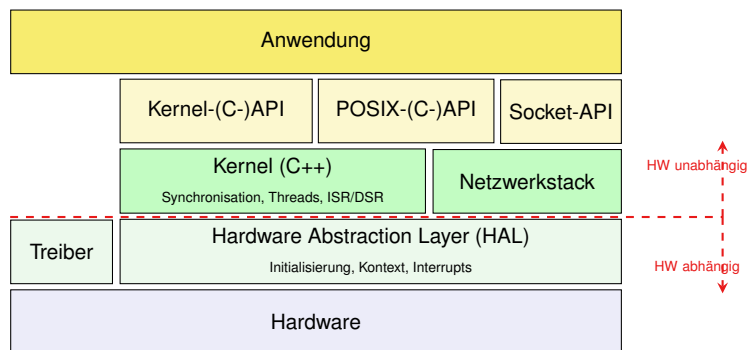 Anwendung
Kernel-(C-)API
POSIX-(C-)API
Socket-API
Kernel (C++)
Synchronisation, Threads, ISR/DSR
Netzwerkstack
HW unabhängig
Treiber
Hardware Abstraction Layer (HAL)
Initialisierung, Kontext, Interrupts
HW abhängig
Hardware